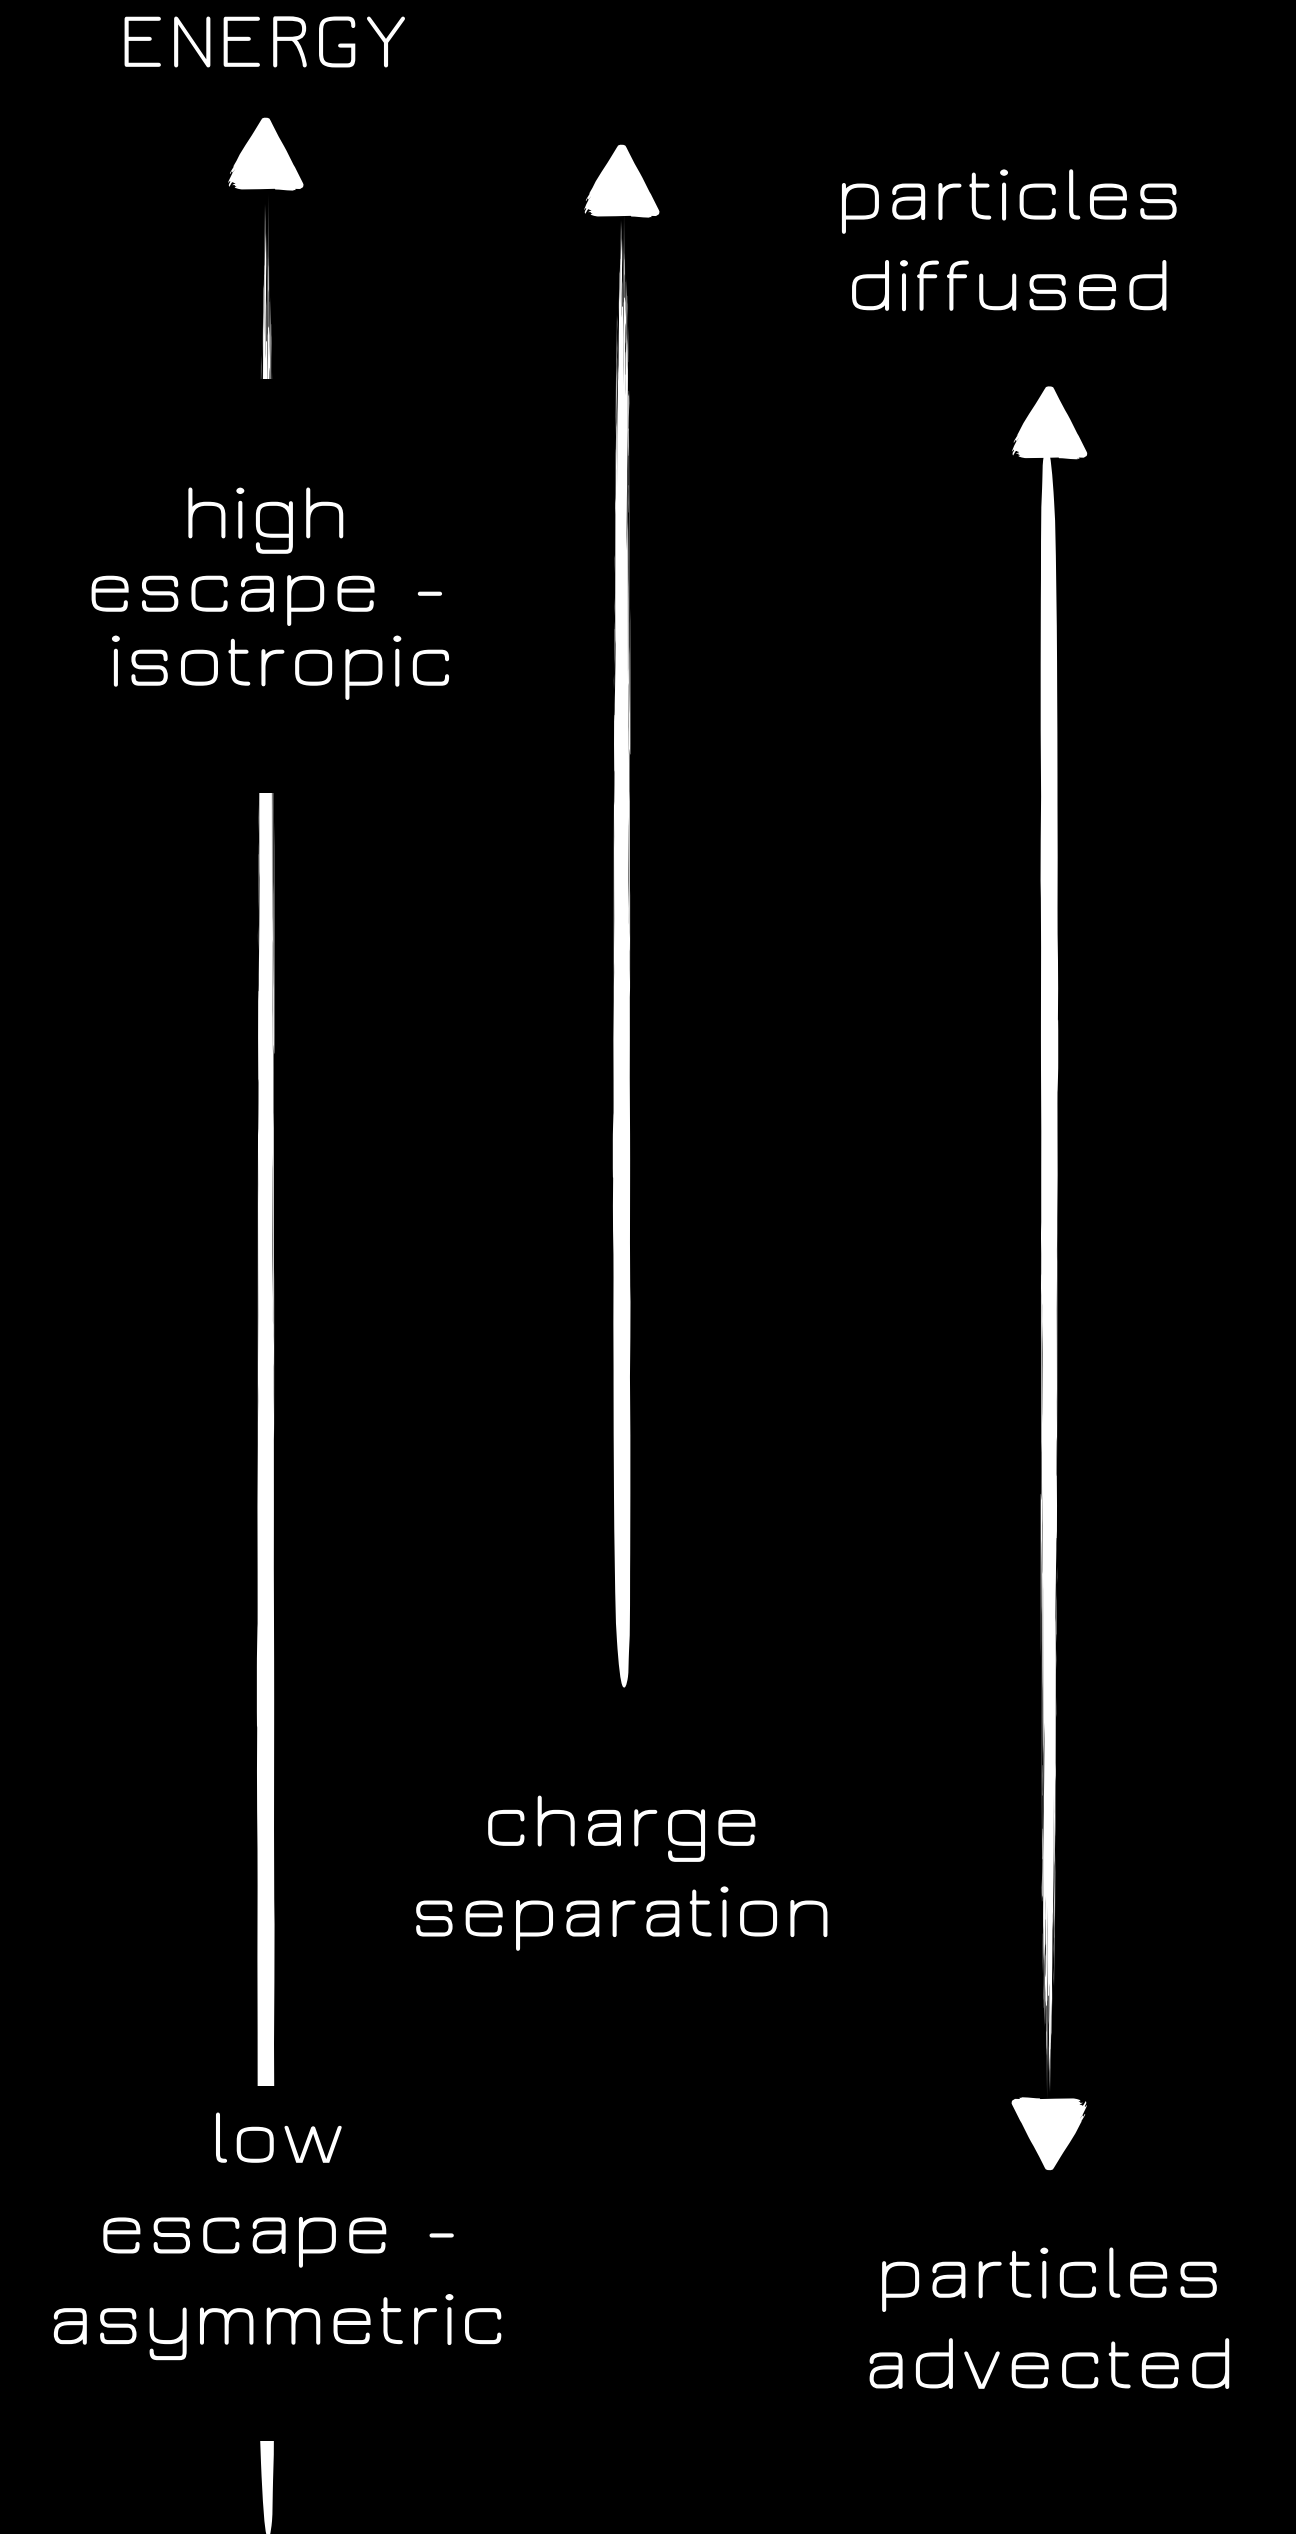 ENERGY
particles
diffused
high
escape -
isotropic
charge
separation
low
escape -
asymmetric
particles
advected